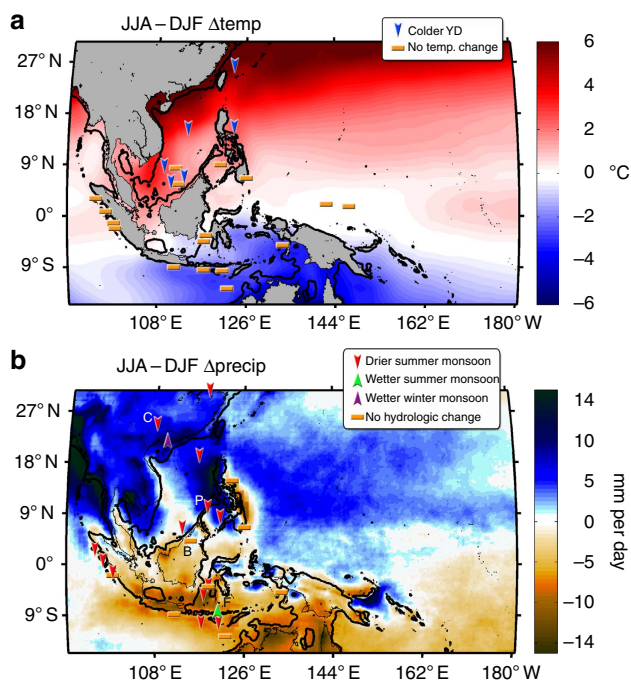 a
JJA – DJF Δtemp
Colder YD
No temp. change
27° N
18° N
9° N
0°
9° S
108° E
126° E
144° E
162° E
180° W
6
4
2
0
−2
−4
−6
°C
b
JJA – DJF Δprecip
Drier summer monsoon
Wetter summer monsoon
Wetter winter monsoon
No hydrologic change
27° N
18° N
9° N
0°
9° S
C
P
B
L
108° E
126° E
144° E
162° E
180° W
14
10
5
0
−5
−10
−14
mm per day